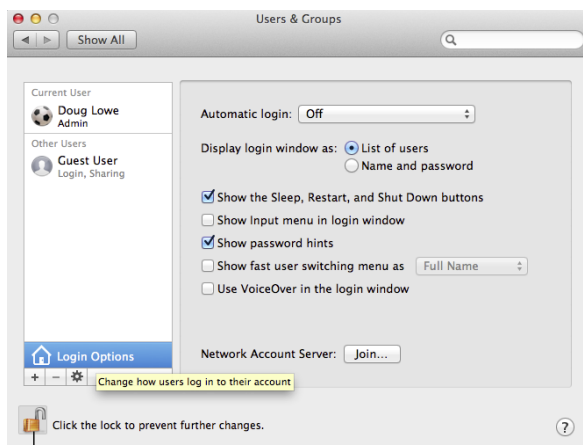 Users & Groups
Show All
Current User
Doug Lowe
Admin
Other Users
Guest User
Login, Sharing
Login Options
+ −
Automatic login: Off
Display login window as: List of users
Name and password
Show the Sleep, Restart, and Shut Down buttons
Show Input menu in login window
Show password hints
Show fast user switching menu as Full Name
Use VoiceOver in the login window
Network Account Server: Join...
Change how users log in to their account
Click the lock to prevent further changes.
?